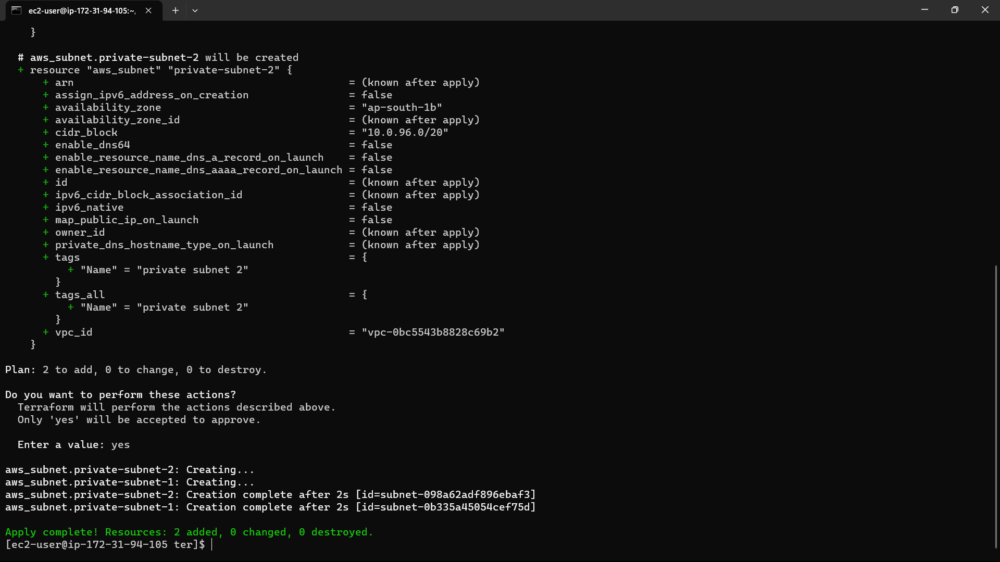 ec2-user@ip-172-31-94-105:~/
    }

  # aws_subnet.private-subnet-2 will be created
  + resource "aws_subnet" "private-subnet-2" {
      + arn                                            = (known after apply)
      + assign_ipv6_address_on_creation                = false
      + availability_zone                              = "ap-south-1b"
      + availability_zone_id                           = (known after apply)
      + cidr_block                                     = "10.0.96.0/20"
      + enable_dns64                                   = false
      + enable_resource_name_dns_a_record_on_launch    = false
      + enable_resource_name_dns_aaaa_record_on_launch = false
      + id                                             = (known after apply)
      + ipv6_cidr_block_association_id                 = (known after apply)
      + ipv6_native                                    = false
      + map_public_ip_on_launch                        = false
      + owner_id                                       = (known after apply)
      + private_dns_hostname_type_on_launch            = (known after apply)
      + tags                                           = {
          + "Name" = "private subnet 2"
        }
      + tags_all                                       = {
          + "Name" = "private subnet 2"
        }
      + vpc_id                                         = "vpc-0bc5543b8828c69b2"
    }

Plan: 2 to add, 0 to change, 0 to destroy.

Do you want to perform these actions?
  Terraform will perform the actions described above.
  Only 'yes' will be accepted to approve.

  Enter a value: yes

aws_subnet.private-subnet-2: Creating...
aws_subnet.private-subnet-1: Creating...
aws_subnet.private-subnet-2: Creation complete after 2s [id=subnet-098a62adf896ebaf3]
aws_subnet.private-subnet-1: Creation complete after 2s [id=subnet-0b335a45054cef75d]

Apply complete! Resources: 2 added, 0 changed, 0 destroyed.
[ec2-user@ip-172-31-94-105 ter]$